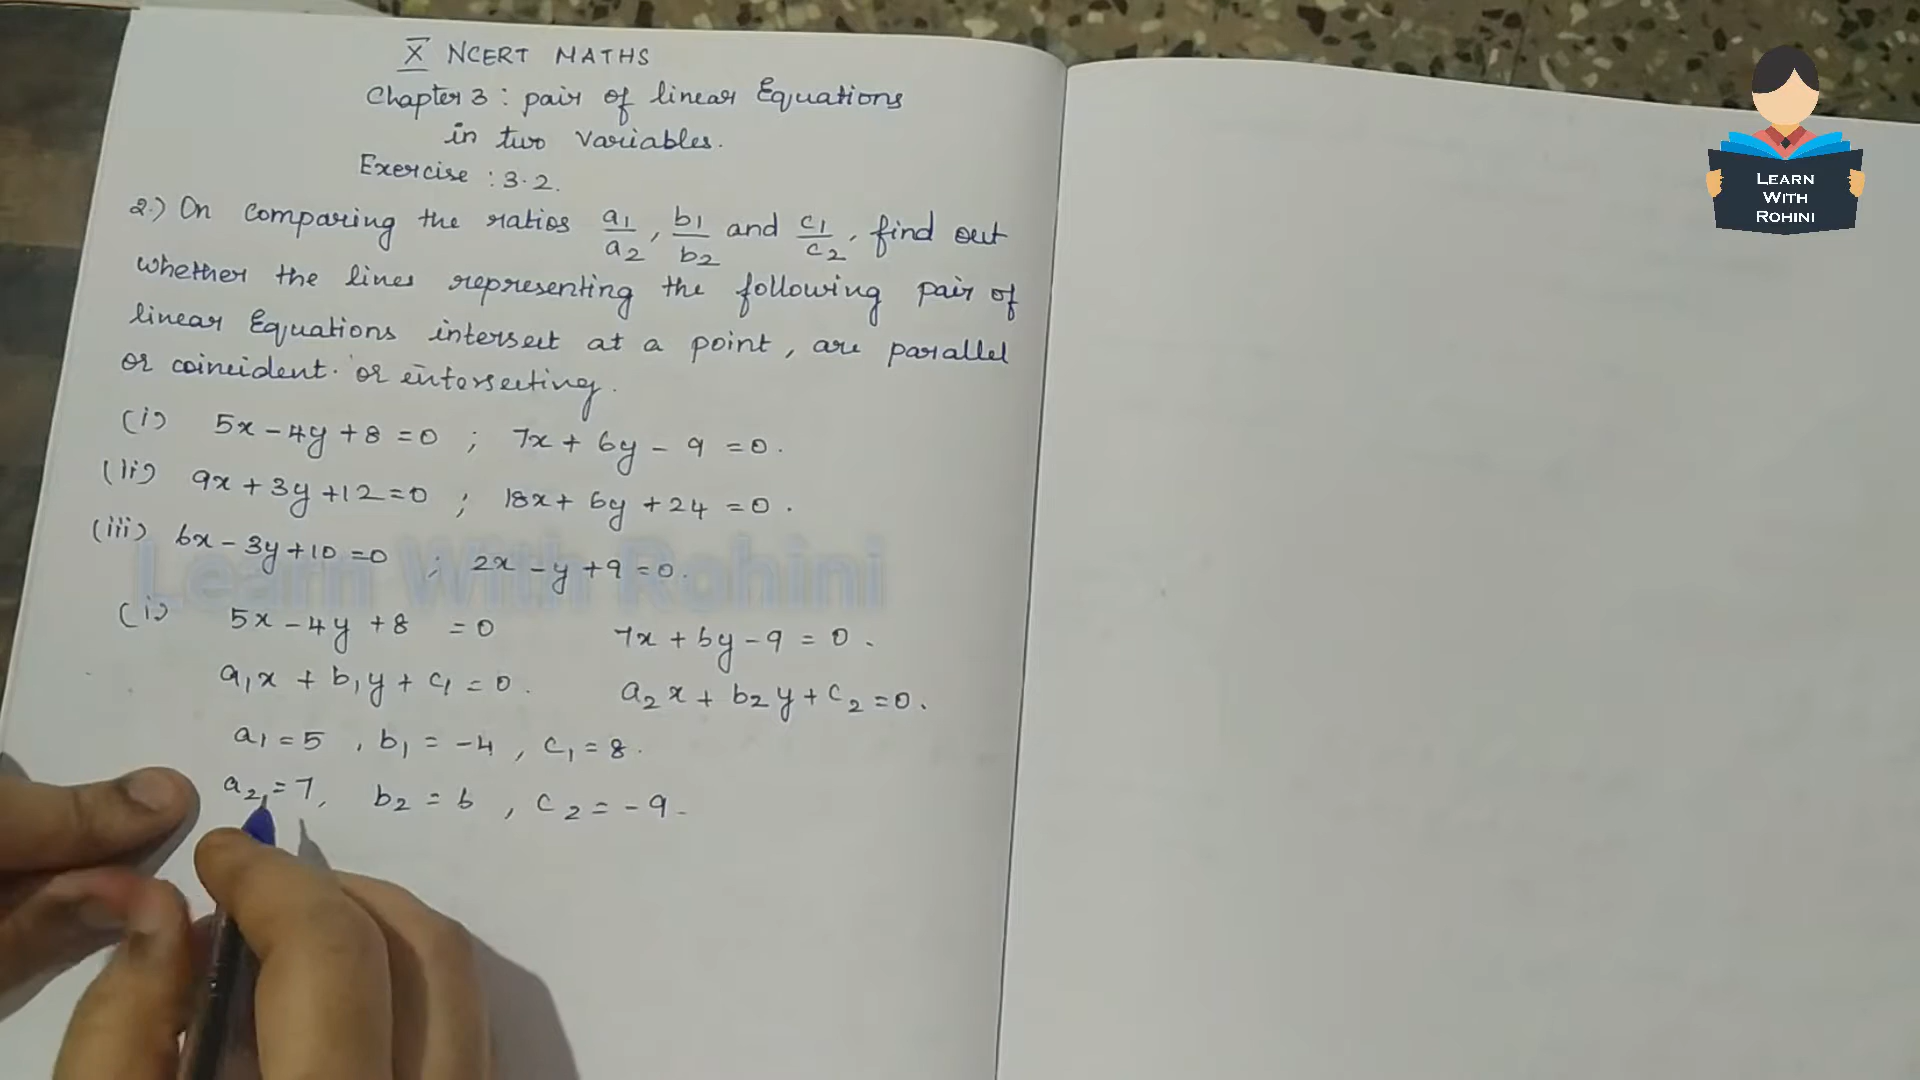 X NCERT MATHS
Chapter 3 : pair of linear Equations
in two variables.
Exercise : 3.2.
2.) On comparing the ratios a1/a2, b1/b2 and c1/c2, find out
whether the lines representing the following pair of
linear Equations intersect at a point, are parallel
or coincident. or intersecting.
(i) 5x - 4y + 8 = 0 ; 7x + 6y - 9 = 0.
(ii) 9x + 3y + 12 = 0 ; 18x + 6y + 24 = 0.
(iii) 6x - 3y + 10 = 0 ; 2x - y + 9 = 0.
(i) 5x - 4y + 8 = 0 7x + 6y - 9 = 0.
a1x + b1y + c1 = 0. a2x + b2y + c2 = 0.
a1 = 5, b1 = -4, c1 = 8.
a2 = 7, b2 = 6, c2 = -9.
Learn With Rohini
LEARN
WITH
ROHINI